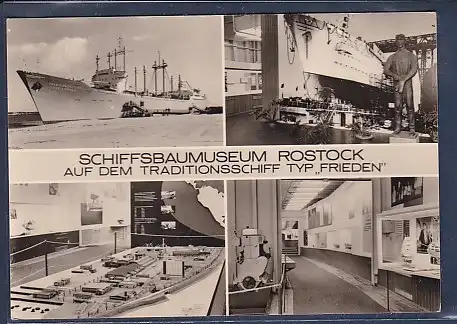 SCHIFFSBAUMUSEUM ROSTOCK
AUF DEM TRADITIONSSCHIFF TYP „FRIEDEN"